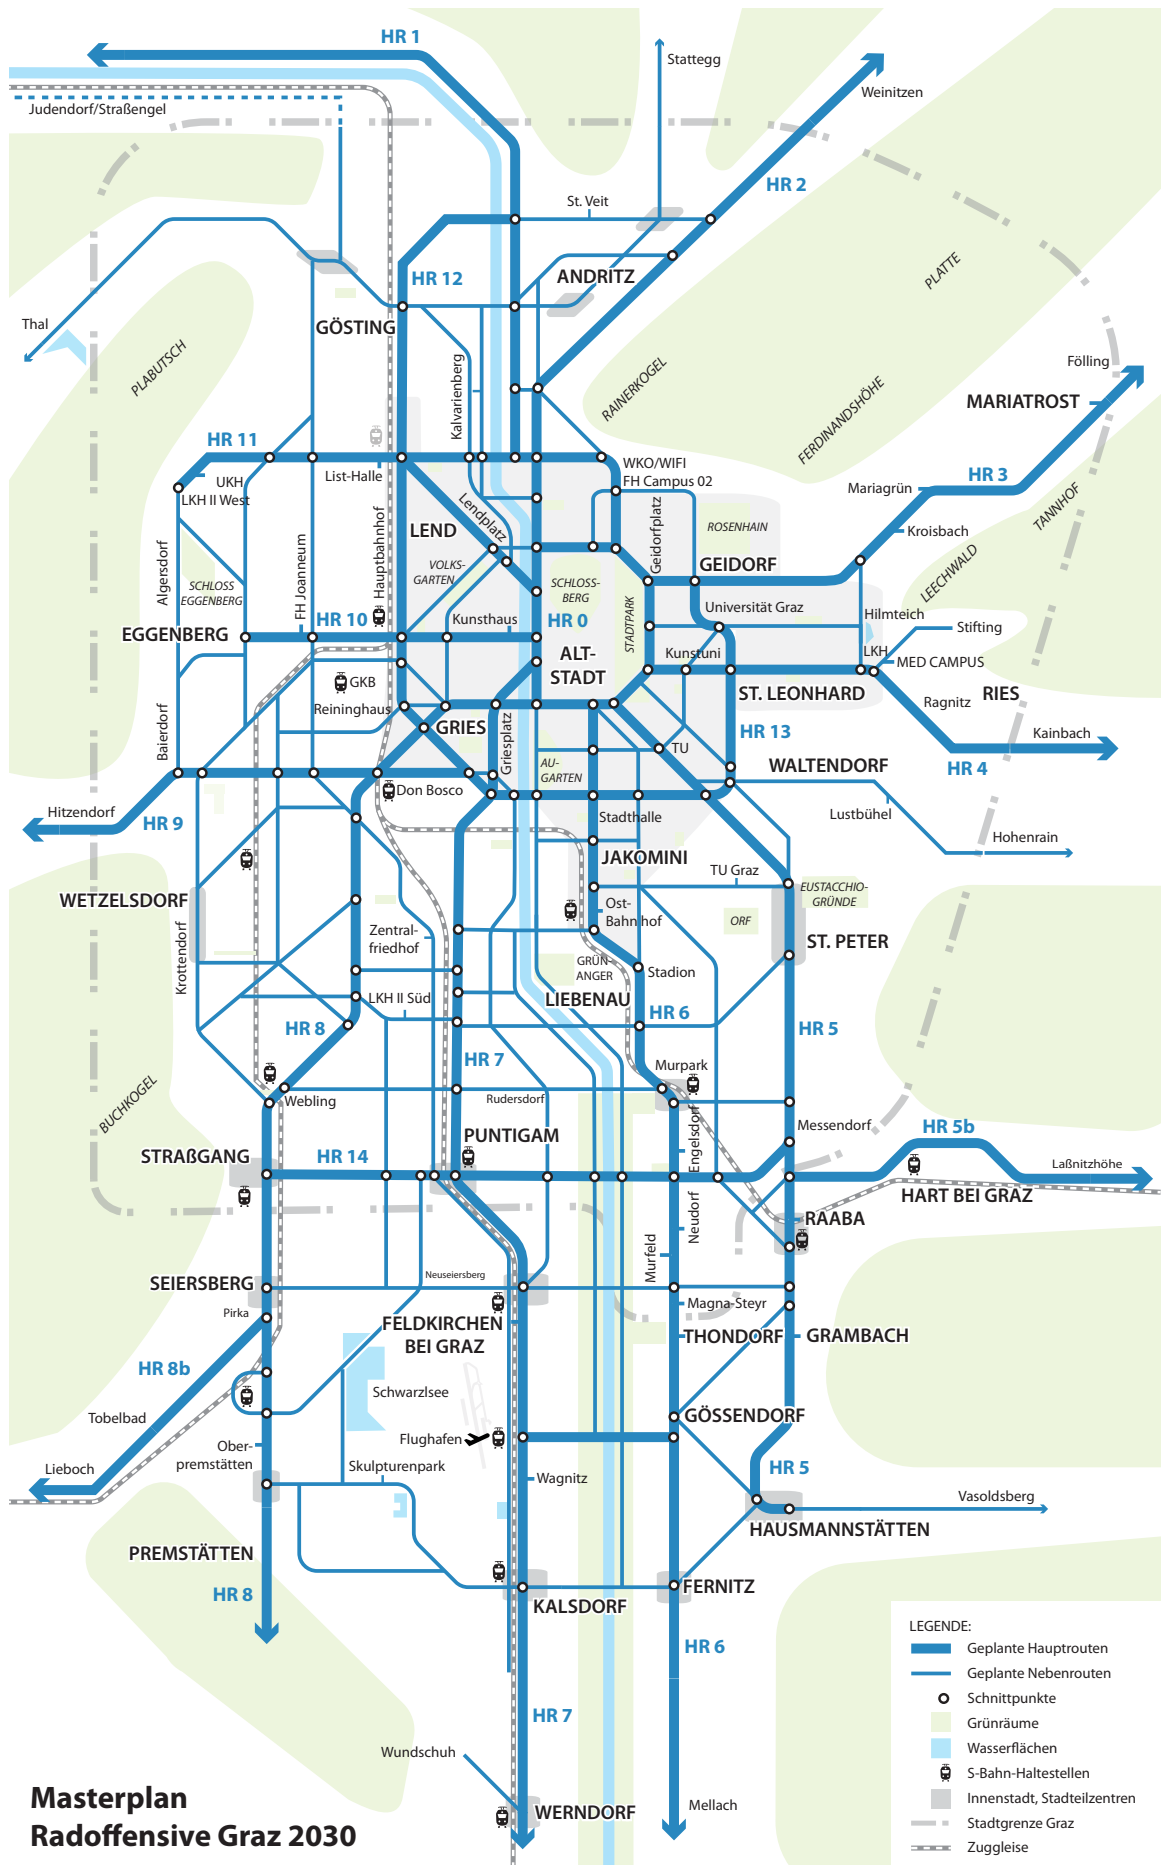 HR 1
Stattegg
Weinitzen
Judendorf/Straßengel
HR 2
St. Veit
PLATTE
HR 12
ANDRITZ
Thal
GÖSTING
PLABUTSCH
Fölling
Kalvarienberg
RAINERKOGEL
FERDINANDSHÖHE
MARIATROST
HR 11
WKO/WIFI
FH Campus 02
List-Halle
UKH
LKH II West
Mariagrün
HR 3
TANNHOF
Lendplatz
Geidorfplatz
ROSENHAIN
LEND
Kroisbach
Hauptbahnhof
FH Joanneum
Algersdorf
SCHLOSS
EGGENBERG
VOLKS-
GARTEN
SCHLOSS-
BERG
GEIDORF
LEECHWALD
STADTPARK
Universität Graz
Hilmteich
Stifting
EGGENBERG
HR 10
Kunsthaus
HR 0
Kunstuni
LKH
MED CAMPUS
ALT-
STADT
GKB
ST. LEONHARD
Ragnitz
RIES
Reininghaus
GRIES
Griesplatz
HR 13
Kainbach
Baierdorf
TU
HR 4
AU-
GARTEN
WALTENDORF
Don Bosco
Hitzendorf
HR 9
Stadthalle
Lustbühel
Hohenrain
JAKOMINI
TU Graz
EUSTACCHIO-
GRÜNDE
WETZELSDORF
Ost-
Bahnhof
ORF
Zentral-
friedhof
Krottendorf
ST. PETER
GRÜN-
ANGER
Stadion
LKH II Süd
LIEBENAU
HR 8
HR 6
HR 5
HR 7
Murpark
BUCHKOGEL
Webling
Rudersdorf
Engelsdorf
Messendorf
HR 5b
PUNTIGAM
STRAßGANG
HR 14
Laßnitzhöhe
HART BEI GRAZ
Neudorf
RAABA
Murfeld
SEIERSBERG
Neuseiersberg
Magna-Steyr
Pirka
FELDKIRCHEN
BEI GRAZ
THONDORF
GRAMBACH
HR 8b
Schwarzlsee
Tobelbad
GÖSSENDORF
Flughafen
Ober-
premstätten
Lieboch
Skulpturenpark
Wagnitz
HR 5
Vasoldsberg
HAUSMANNSTÄTTEN
PREMSTÄTTEN
HR 8
FERNITZ
KALSDORF
HR 6
HR 7
Wundschuh
Mellach
WERNDORF
LEGENDE:
Geplante Hauptrouten
Geplante Nebenrouten
Schnittpunkte
Grünräume
Wasserflächen
S-Bahn-Haltestellen
Innenstadt, Stadteilzentren
Stadtgrenze Graz
Zuggleise
Masterplan
Radoffensive Graz 2030